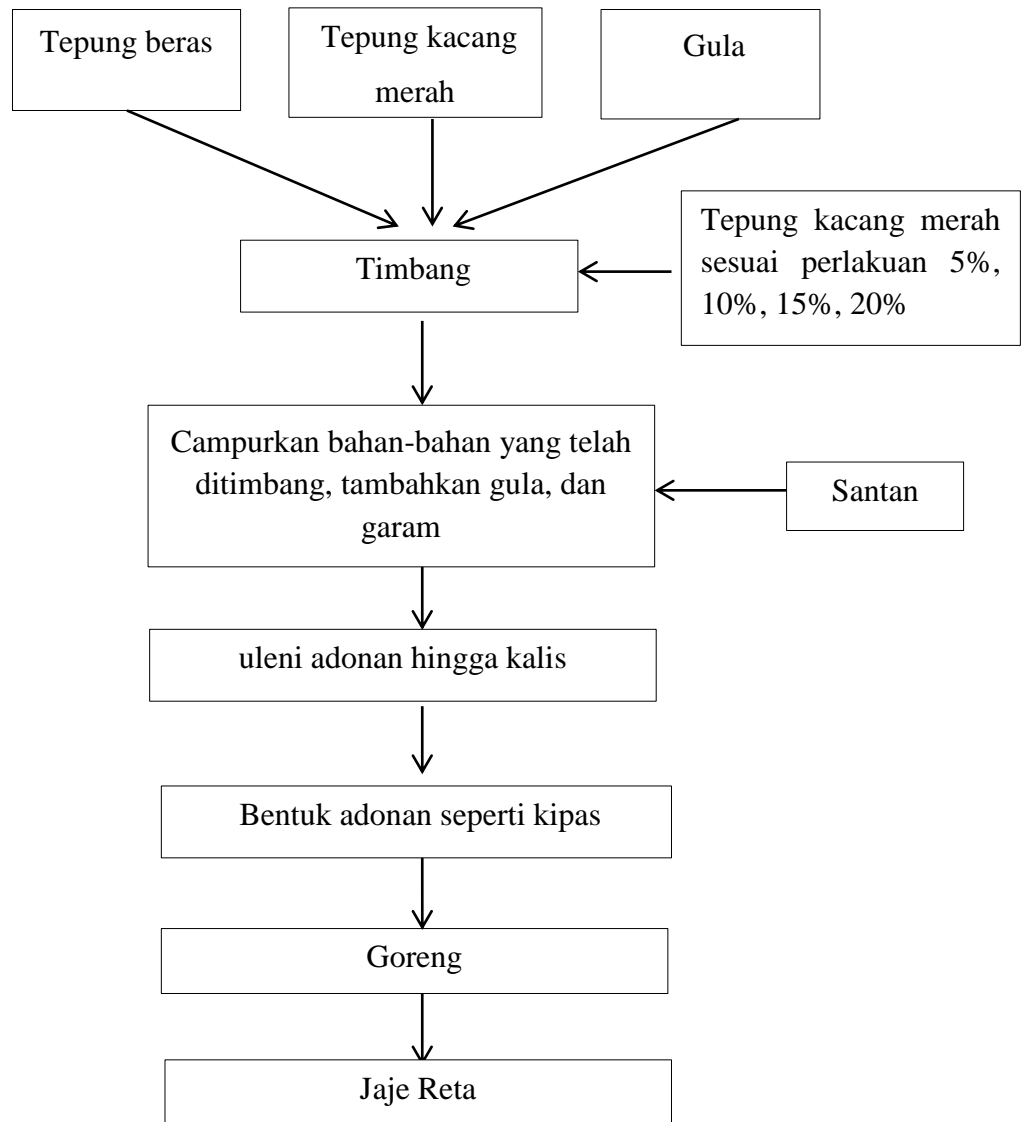 Tepung beras
Tepung kacang
merah
Gula
Timbang
Tepung kacang merah
sesuai perlakuan 5%,
10%, 15%, 20%
Campurkan bahan-bahan yang telah
ditimbang, tambahkan gula, dan
garam
Santan
uleni adonan hingga kalis
Bentuk adonan seperti kipas
Goreng
Jaje Reta